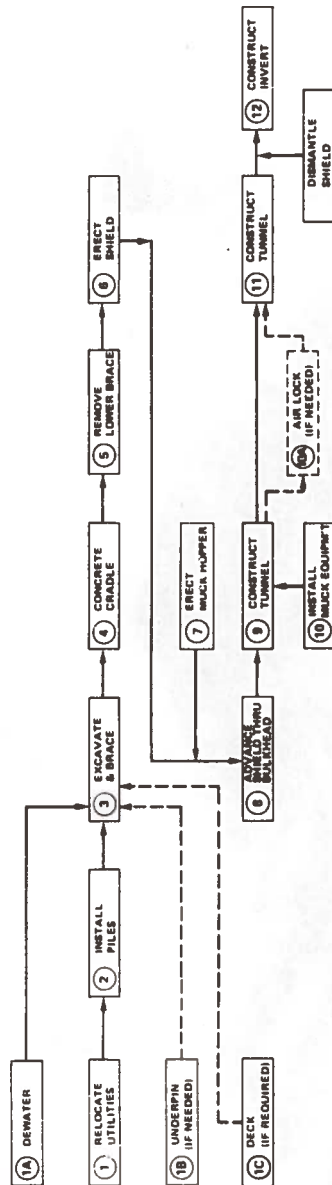 1A DEWATER
1 RELOCATE
UTILITIES
1B UNDERPIN
(IF NEEDED)
1C DECK
(IF REQUIRED)
2 INSTALL
PILES
3 EXCAVATE
& BRACE
4 CONCRETE
CRADLE
5 REMOVE
LOWER BRACE
6 ERECT
SHIELD
7 ERECT
MUCK HOPPER
8 ADVANCE
SHIELD THRU
BULKHEAD
9 CONSTRUCT
TUNNEL
10 INSTALL
MUCK EQUIPM'T
10A AIR LOCK
(IF NEEDED)
11 CONSTRUCT
TUNNEL
12 CONSTRUCT
INVERT
DISMANTLE
SHIELD